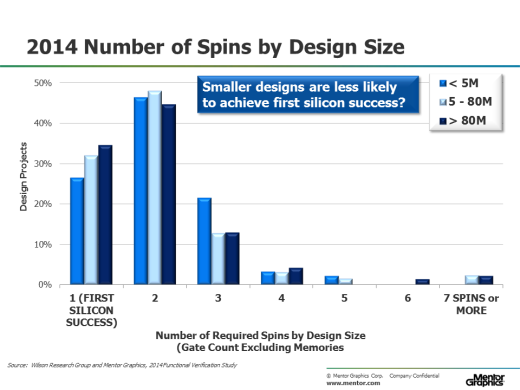 2014 Number of Spins by Design Size
Smaller designs are less likely
to achieve first silicon success?
< 5M
5 - 80M
> 80M
50%
40%
30%
20%
10%
0%
Design Projects
1 (FIRST
SILICON
SUCCESS)
2
3
4
5
6
7 SPINS or
MORE
Number of Required Spins by Design Size
(Gate Count Excluding Memories
Source: Wilson Research Group and Mentor Graphics, 2014 Functional Verification Study
© Mentor Graphics Corp. Company Confidential
www.mentor.com
Mentor
Graphics